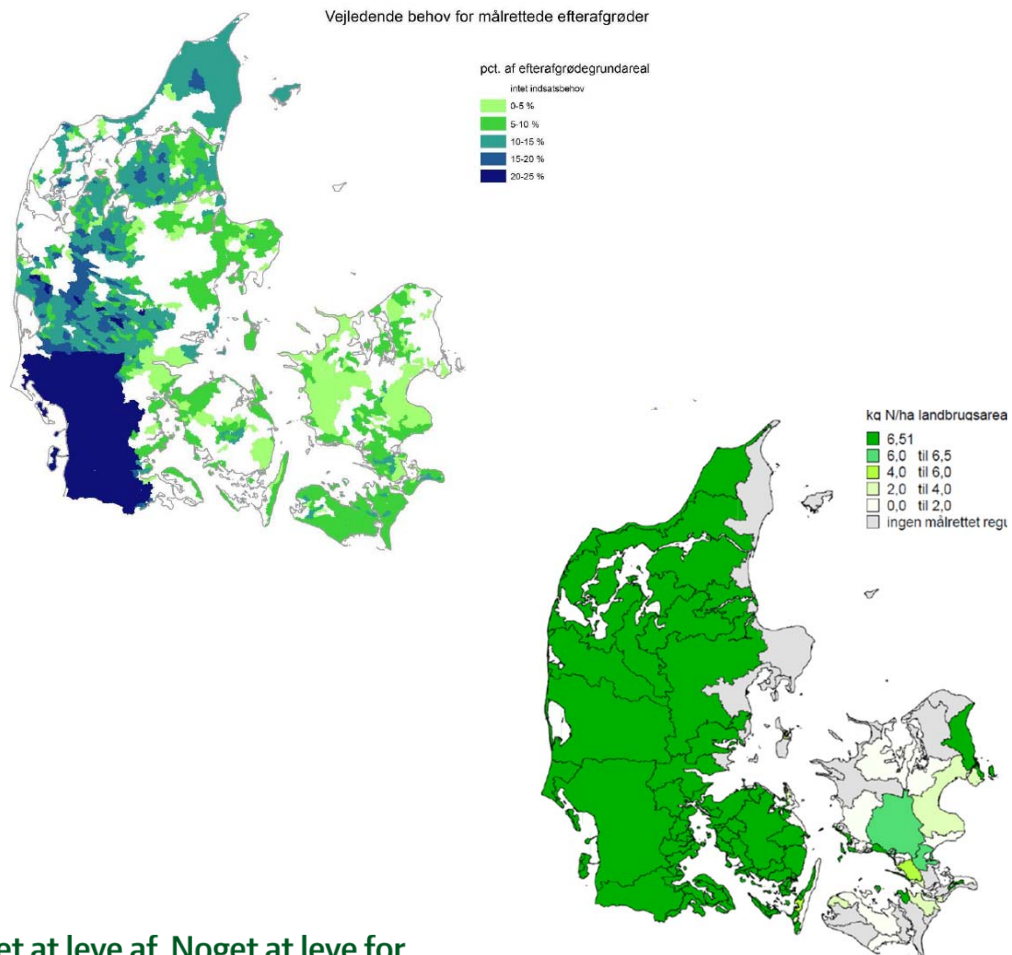 Vejledende behov for målrettede efterafgrøder
pct. af efterafgrødegrundareal
intet indsatsbehov
0-5 %
5-10 %
10-15 %
15-20 %
20-25 %
kg N/ha landbrugsarea
6,51
6,0 til 6,5
4,0 til 6,0
2,0 til 4,0
0,0 til 2,0
ingen målrettet regu
et at leve af. Noget at leve for